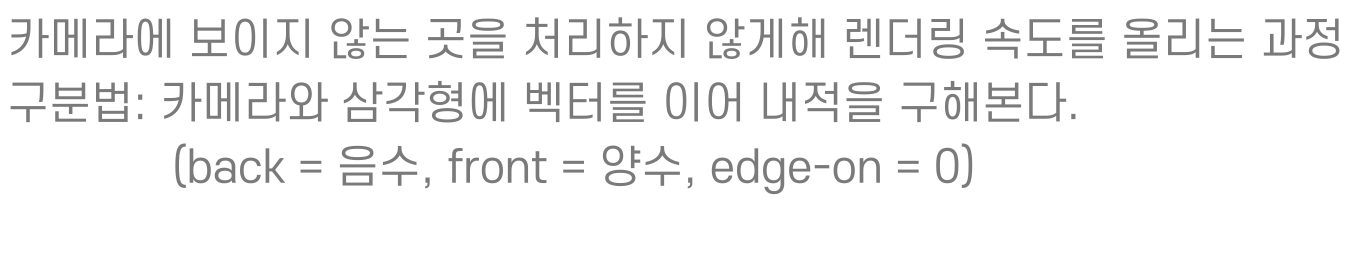 카메라에 보이지 않는 곳을 처리하지 않게해 렌더링 속도를 올리는 과정
구분법: 카메라와 삼각형에 벡터를 이어 내적을 구해본다.
(back = 음수, front = 양수, edge-on = 0)